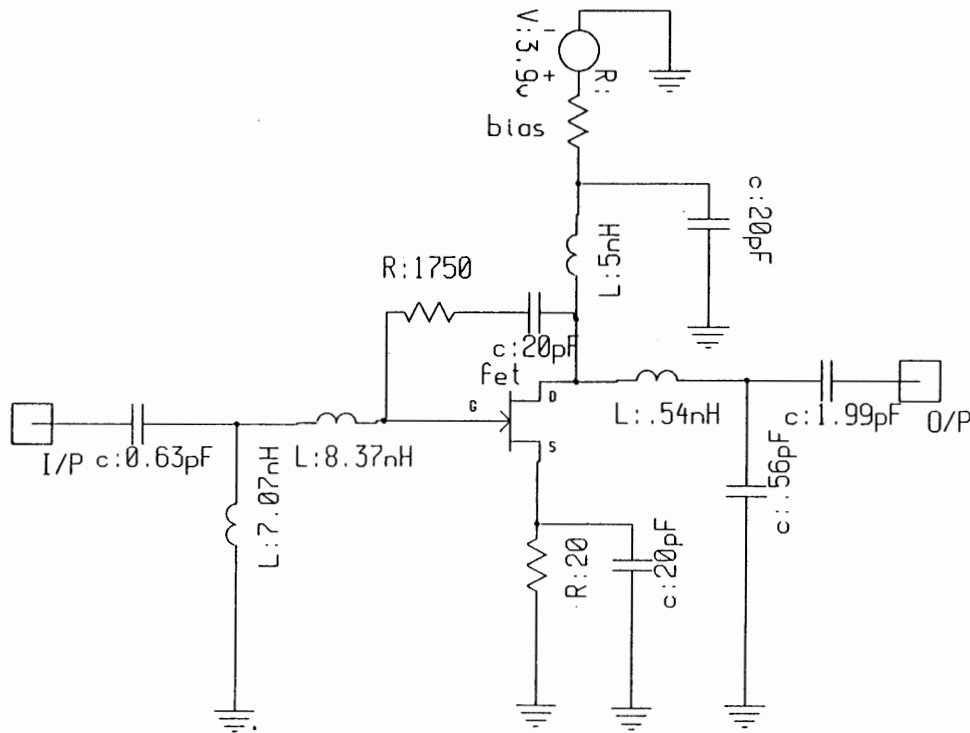 V:3.9v
-
+
R:
bias
c:20pF
L:5nH
R:1750
c:20pF
fet
G
D
S
I/P
c:0.63pF
L:7.07nH
L:8.37nH
L:.54nH
c:1.99pF
O/P
c:.56pF
R:20
c:20pF